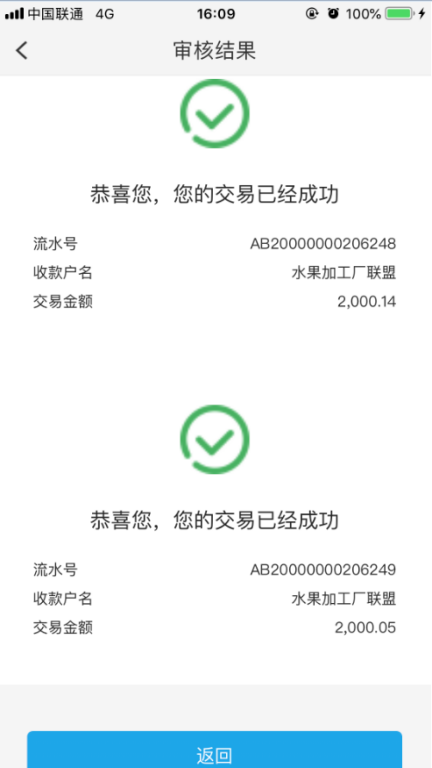 中国联通 4G 16:09 100%
审核结果
恭喜您，您的交易已经成功
流水号 AB20000000206248
收款户名 水果加工厂联盟
交易金额 2,000.14
恭喜您，您的交易已经成功
流水号 AB20000000206249
收款户名 水果加工厂联盟
交易金额 2,000.05
返回